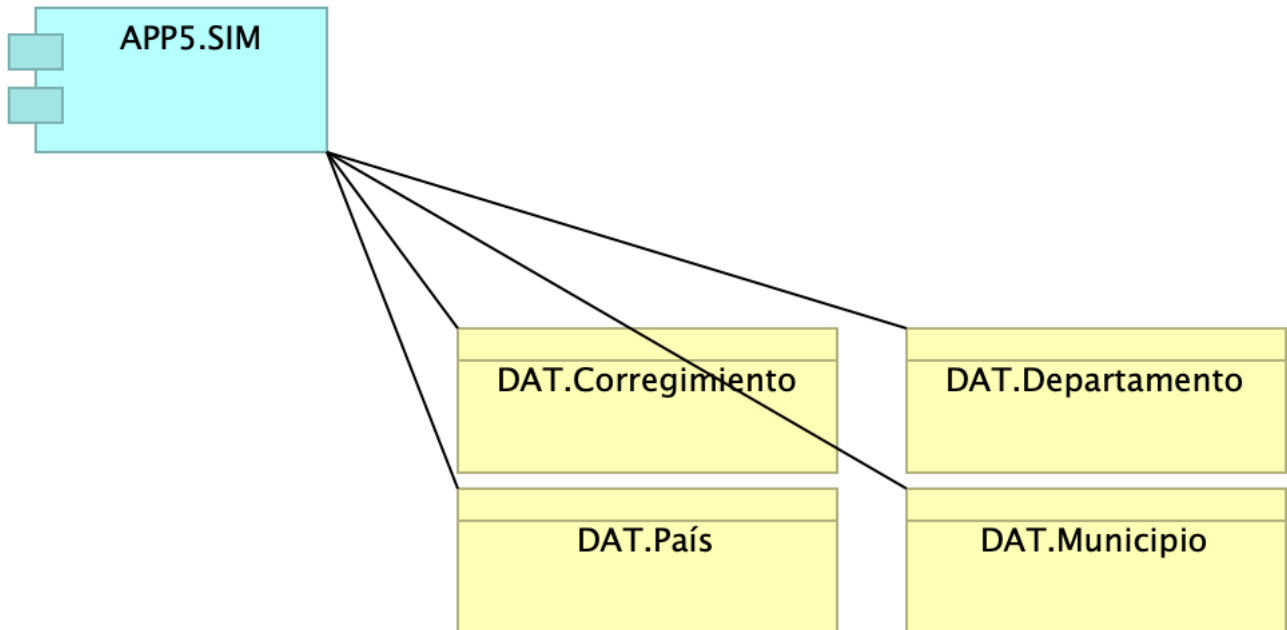 APP5.SIM
DAT.Corregimiento
DAT.Departamento
DAT.País
DAT.Municipio